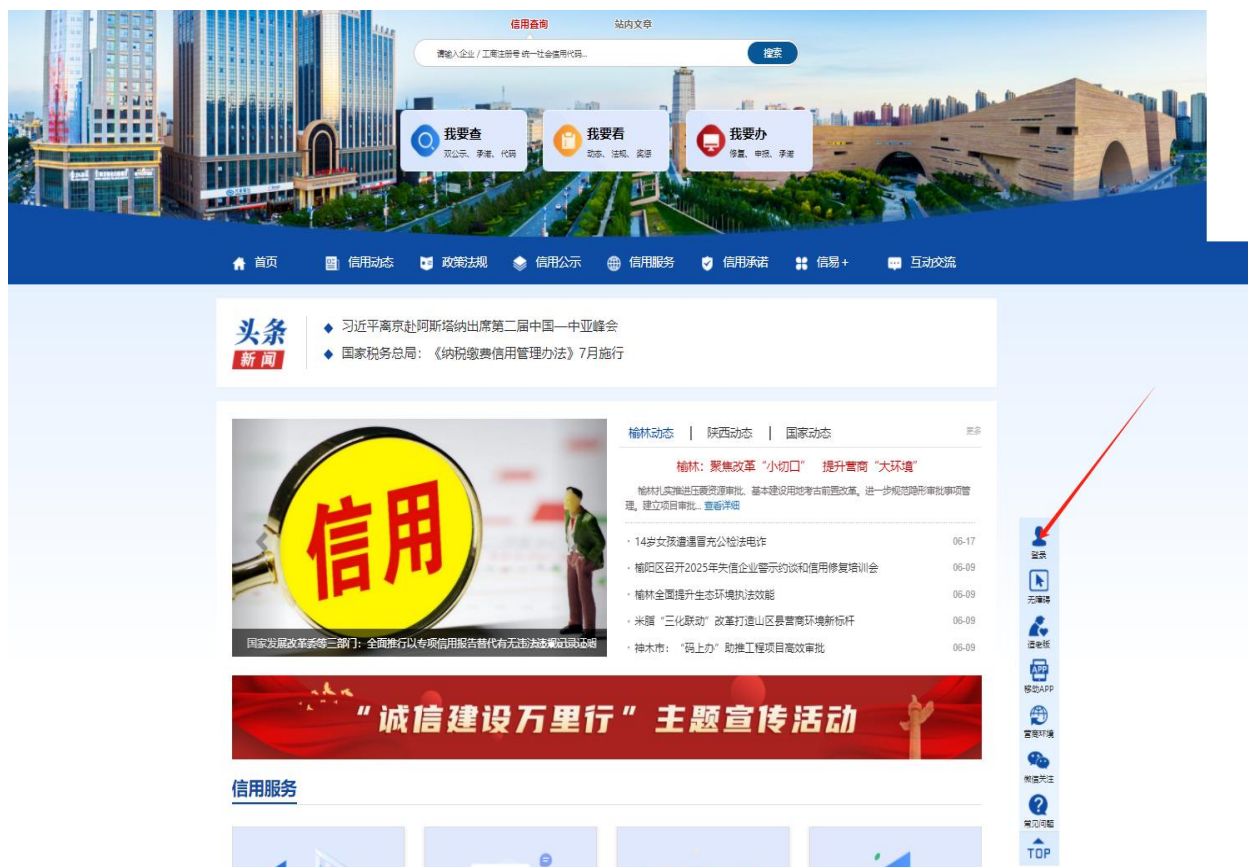 信用查询 站内文章
请输入企业 / 工商注册号 统一社会信用代码... 搜索
我要查 我要看 我要办
双公示、承诺、代码 动态、法规、奖惩 修复、申报、承诺
首页 信用动态 政策法规 信用公示 信用服务 信用承诺 信易+ 互动交流
头条
新闻
习近平离京赴阿斯塔纳出席第二届中国—中亚峰会
国家税务总局：《纳税缴费信用管理办法》7月施行
信用
国家发展改革委等三部门：全面推行以专项信用报告替代有无违法违规记录证明
榆林动态 | 陕西动态 | 国家动态 更多
榆林：聚焦改革“小切口” 提升营商“大环境”
榆林扎实推进压覆资源审批、基本建设用地考古前置改革，进一步规范隐形审批事项管
理，建立项目审批... 查看详细
· 14岁女孩遭遇冒充公检法电诈 06-17
· 榆阳区召开2025年失信企业警示约谈和信用修复培训会 06-09
· 榆林全面提升生态环境执法效能 06-09
· 米脂“三化联动”改革打造山区县营商环境新标杆 06-09
· 神木市：“码上办”助推工程项目高效审批 06-09
“诚信建设万里行”主题宣传活动
信用服务
登录
无障碍
适老版
APP
移动APP
营商环境
微信关注
常见问题
TOP